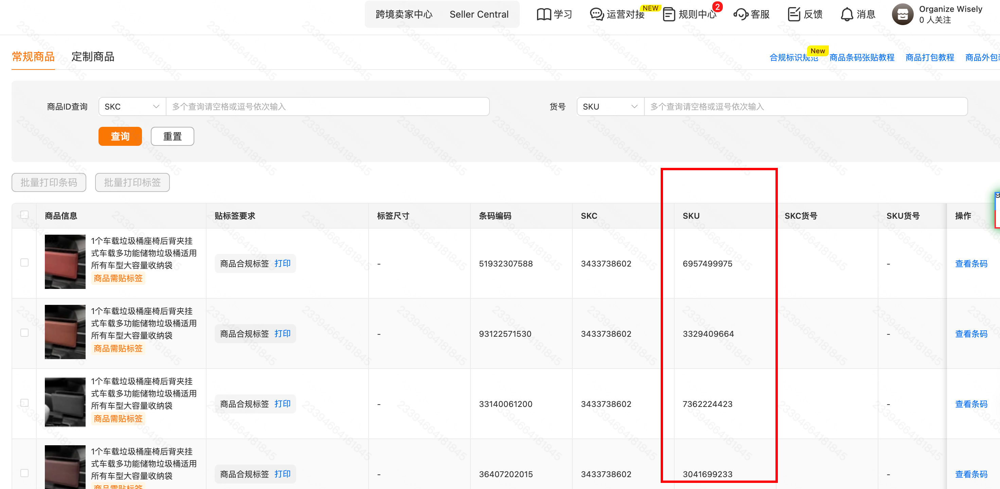 跨境卖家中心 Seller Central 学习 运营对接 NEW 规则中心 2 客服 反馈 消息 Organize Wisely
0 人关注
常规商品 定制商品
合规标识规范 New 商品条码张贴教程 商品打包教程 商品外包
商品ID查询 SKC 多个查询请空格或逗号依次输入 货号 SKU 多个查询请空格或逗号依次输入
查询 重置
批量打印条码 批量打印标签
商品信息 贴标签要求 标签尺寸 条码编码 SKC SKU SKC货号 SKU货号 操作
1个车载垃圾桶座椅后背夹挂
式车载多功能储物垃圾桶适用
所有车型大容量收纳袋
商品需贴标签
商品合规标签 打印 - 51932307588 3433738602 6957499975 - 查看条码
1个车载垃圾桶座椅后背夹挂
式车载多功能储物垃圾桶适用
所有车型大容量收纳袋
商品需贴标签
商品合规标签 打印 - 93122571530 3433738602 3329409664 - 查看条码
1个车载垃圾桶座椅后背夹挂
式车载多功能储物垃圾桶适用
所有车型大容量收纳袋
商品需贴标签
商品合规标签 打印 - 33140061200 3433738602 7362224423 - 查看条码
1个车载垃圾桶座椅后背夹挂
式车载多功能储物垃圾桶适用
所有车型大容量收纳袋
商品需贴标签
商品合规标签 打印 - 36407202015 3433738602 3041699233 - 查看条码
23394664181845